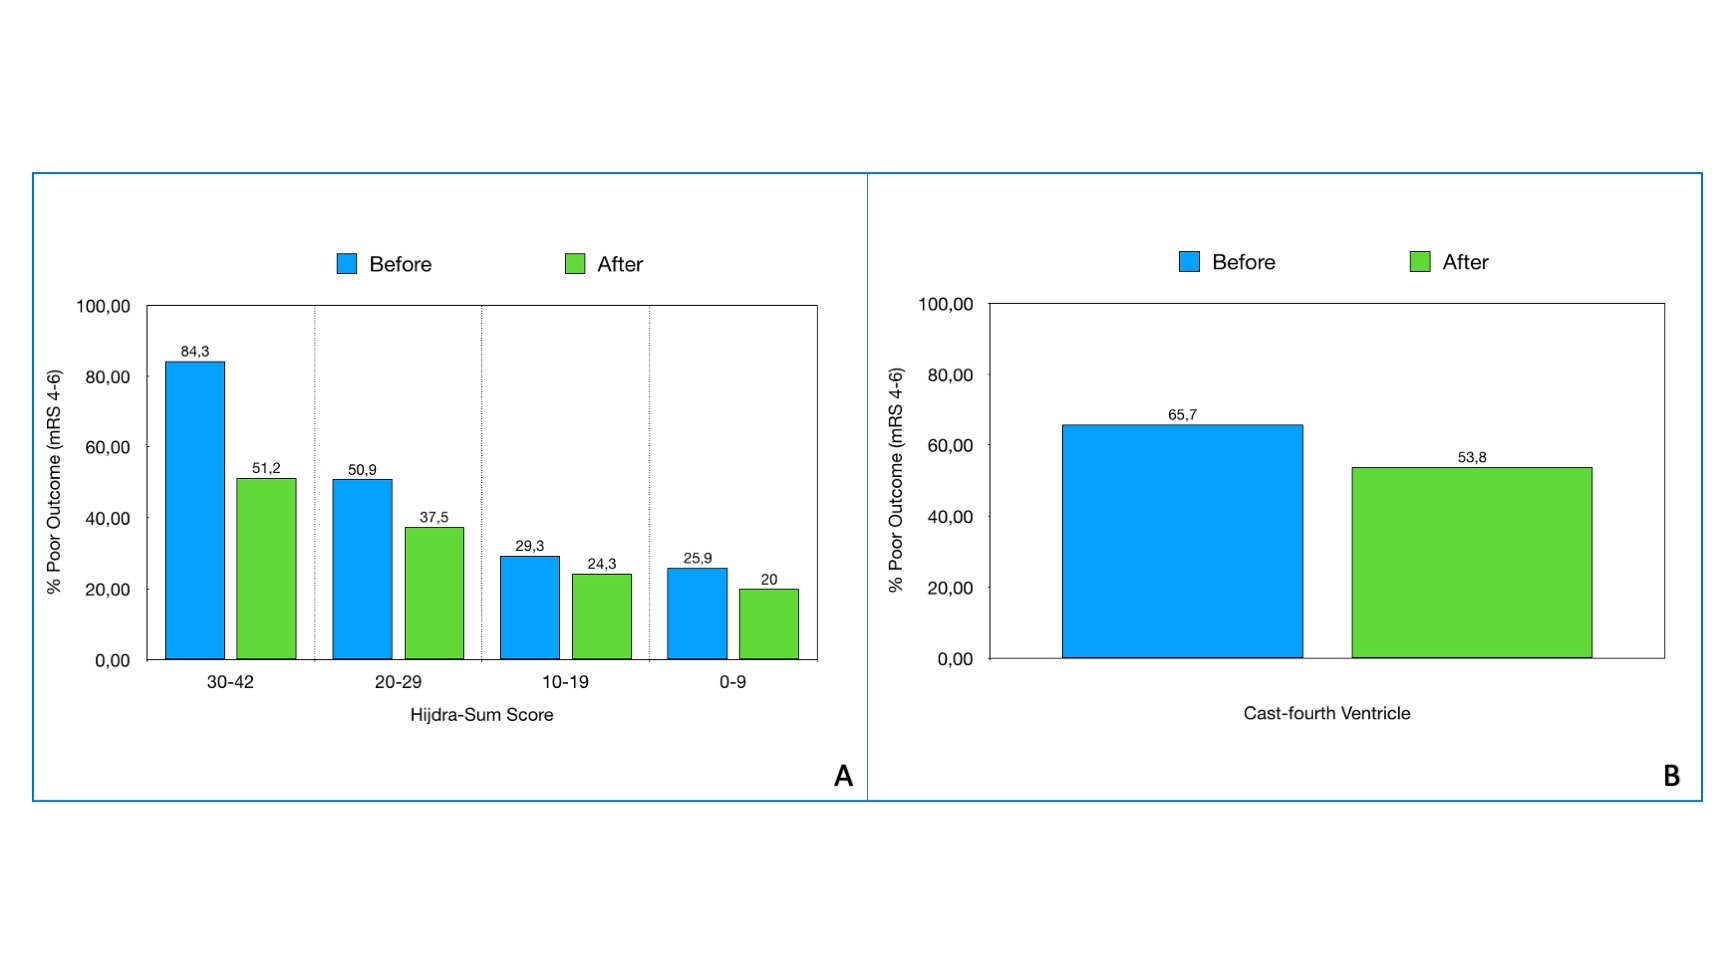 Before
After
100,00
80,00
60,00
40,00
20,00
0,00
% Poor Outcome (mRS 4-6)
84,3
51,2
50,9
37,5
29,3
24,3
25,9
20
30-42
20-29
10-19
0-9
Hijdra-Sum Score
A
Before
After
100,00
80,00
60,00
40,00
20,00
0,00
% Poor Outcome (mRS 4-6)
65,7
53,8
Cast-fourth Ventricle
B